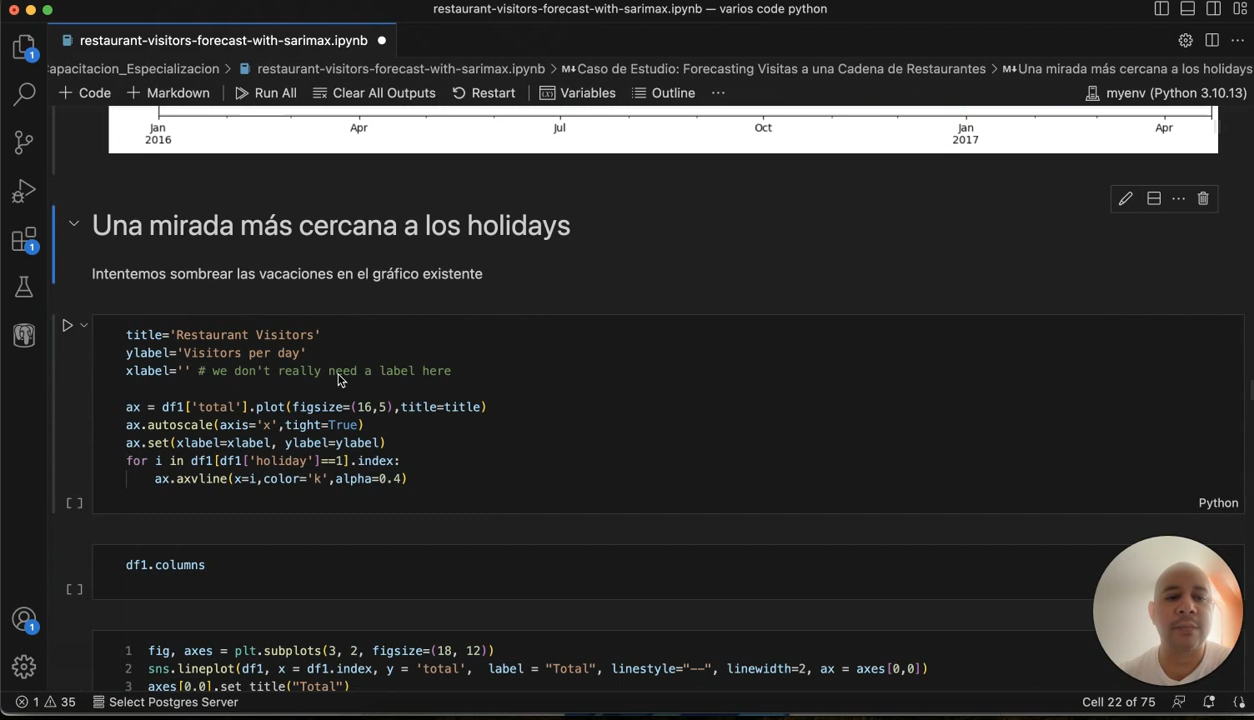 restaurant-visitors-forecast-with-sarimax.ipynb — varios code python
restaurant-visitors-forecast-with-sarimax.ipynb
apacitacion_Especializacion > restaurant-visitors-forecast-with-sarimax.ipynb > M↓Caso de Estudio: Forecasting Visitas a una Cadena de Restaurantes > M↓Una mirada más cercana a los holidays
+ Code + Markdown Run All Clear All Outputs Restart Variables Outline ... myenv (Python 3.10.13)
Jan Apr Jul Oct Jan Apr
2016 2017
Una mirada más cercana a los holidays
Intentemos sombrear las vacaciones en el gráfico existente
title='Restaurant Visitors'
ylabel='Visitors per day'
xlabel='' # we don't really need a label here
ax = df1['total'].plot(figsize=(16,5),title=title)
ax.autoscale(axis='x',tight=True)
ax.set(xlabel=xlabel, ylabel=ylabel)
for i in df1[df1['holiday']==1].index:
ax.axvline(x=i,color='k',alpha=0.4)
[ ]
Python
df1.columns
[ ]
1 fig, axes = plt.subplots(3, 2, figsize=(18, 12))
2 sns.lineplot(df1, x = df1.index, y = 'total', label = "Total", linestyle="--", linewidth=2, ax = axes[0,0])
3 axes[0,0].set_title("Total")
1
1
1
1 35 Select Postgres Server Cell 22 of 75